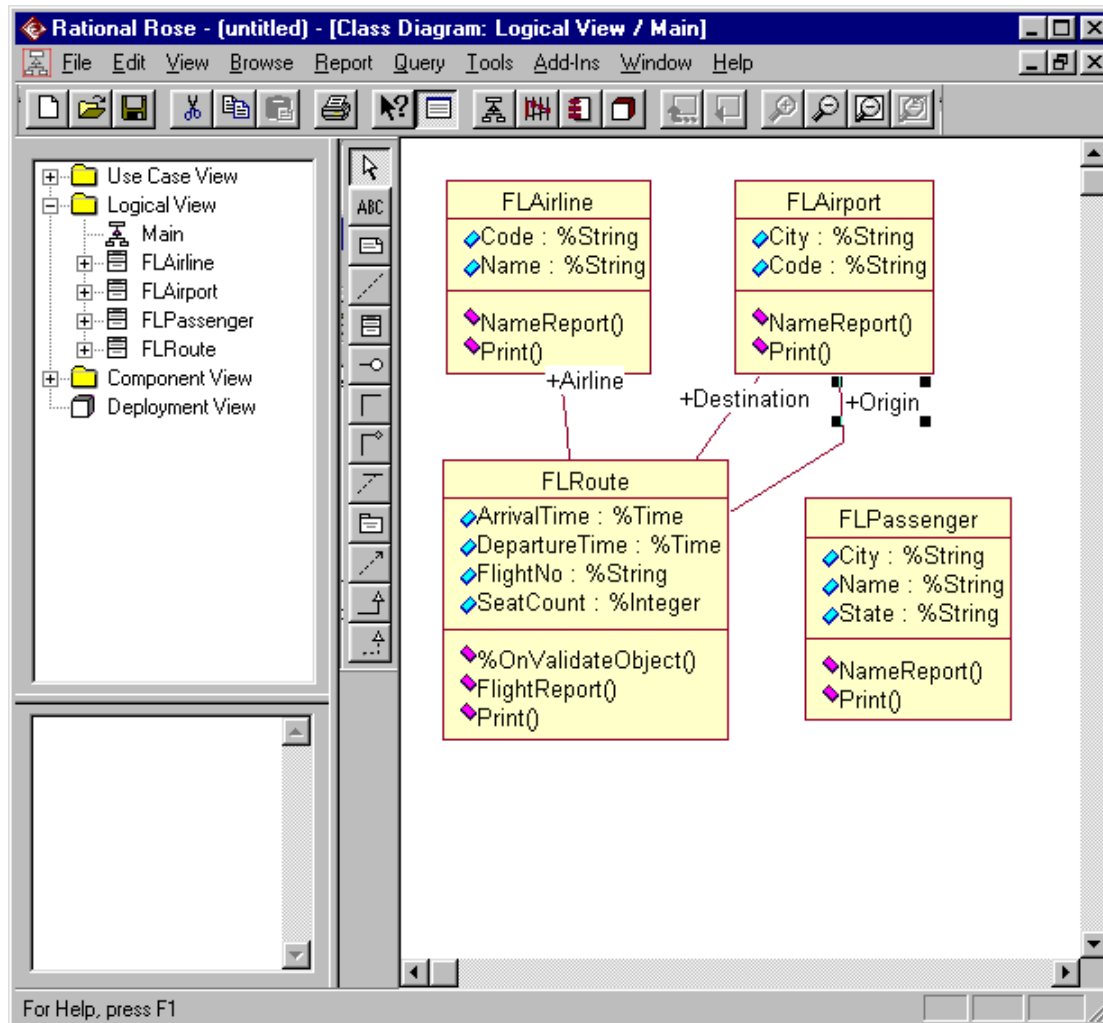 Rational Rose - (untitled) - [Class Diagram: Logical View / Main]
File Edit View Browse Report Query Tools Add-Ins Window Help
Use Case View
Logical View
Main
FLAirline
FLAirport
FLPassenger
FLRoute
Component View
Deployment View
ABC
FLAirline
Code : %String
Name : %String
NameReport()
Print()
FLAirport
City : %String
Code : %String
NameReport()
Print()
+Airline
+Destination
+Origin
FLRoute
ArrivalTime : %Time
DepartureTime : %Time
FlightNo : %String
SeatCount : %Integer
%OnValidateObject()
FlightReport()
Print()
FLPassenger
City : %String
Name : %String
State : %String
NameReport()
Print()
For Help, press F1